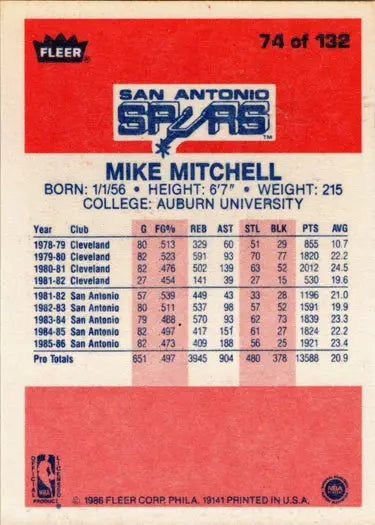 FLEER
74 of 132
SAN ANTONIO
SPURS
TM
MIKE MITCHELL
BORN: 1/1/56 • HEIGHT: 6'7" • WEIGHT: 215
COLLEGE: AUBURN UNIVERSITY
Year Club G FG% REB AST STL BLK PTS AVG
1978-79 Cleveland 80 .513 329 60 51 29 855 10.7
1979-80 Cleveland 82 .523 591 93 70 77 1820 22.2
1980-81 Cleveland 82 .476 502 139 63 52 2012 24.5
1981-82 Cleveland 27 .454 141 39 27 15 530 19.6
1981-82 San Antonio 57 .539 449 43 33 28 1196 21.0
1982-83 San Antonio 80 .511 537 98 57 52 1591 19.9
1983-84 San Antonio 79 .488 570 93 62 73 1839 23.3
1984-85 San Antonio 82 .497 417 151 61 27 1824 22.2
1985-86 San Antonio 82 .473 409 188 56 25 1921 23.4
Pro Totals 651 .497 3945 904 480 378 13588 20.9
OFFICIAL NBA LICENSED
PRODUCT
NBA
© 1986 FLEER CORP. PHILA. 19141 PRINTED IN U.S.A.